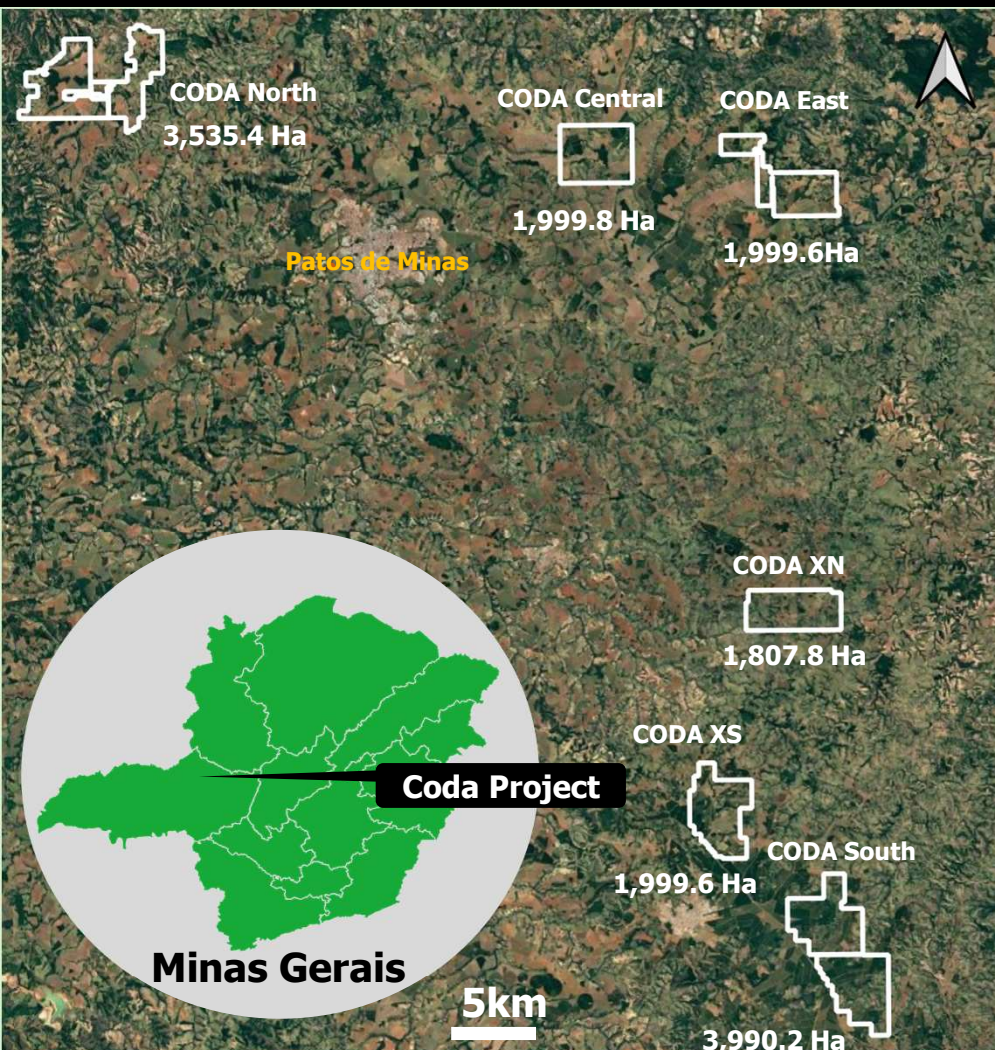 CODA North
3,535.4 Ha
CODA Central
1,999.8 Ha
CODA East
1,999.6Ha
Patos de Minas
CODA XN
1,807.8 Ha
CODA XS
1,999.6 Ha
CODA South
3,990.2 Ha
Coda Project
Minas Gerais
5km